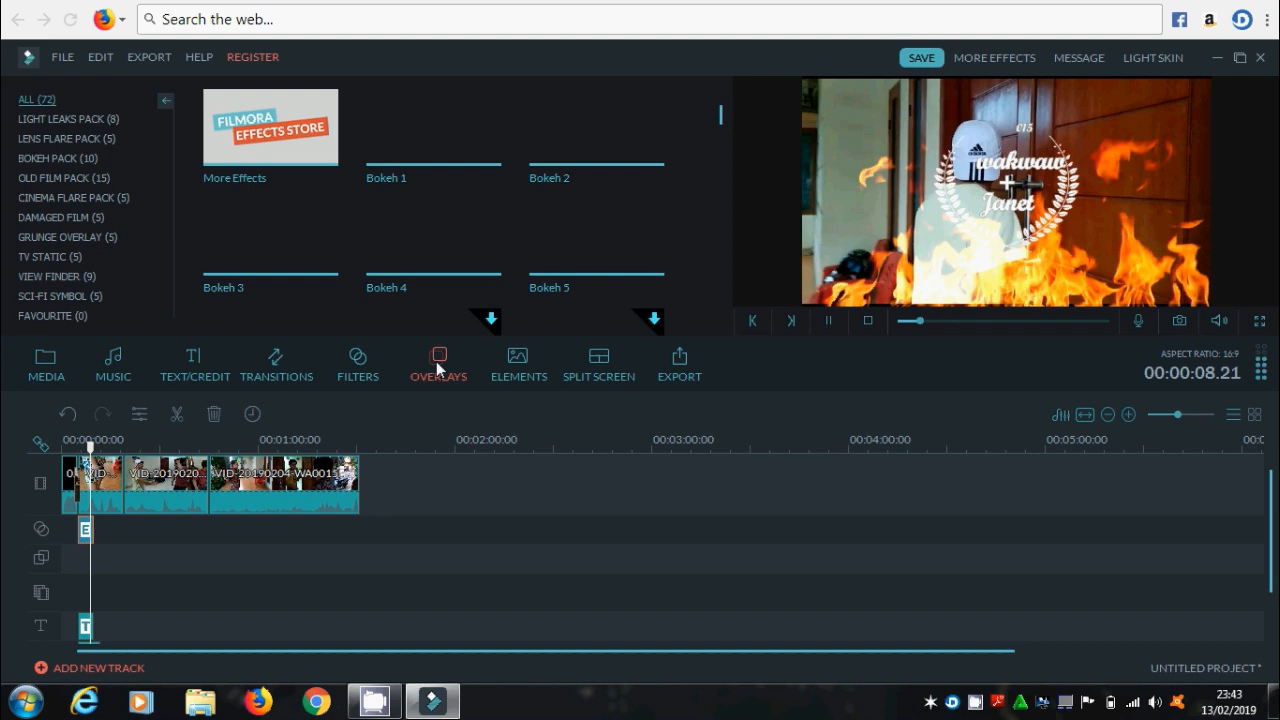 Search the web...
FILE EDIT EXPORT HELP REGISTER
SAVE MORE EFFECTS MESSAGE LIGHT SKIN
ALL (72)
LIGHT LEAKS PACK (8)
LENS FLARE PACK (5)
BOKEH PACK (10)
OLD FILM PACK (15)
CINEMA FLARE PACK (5)
DAMAGED FILM (5)
GRUNGE OVERLAY (5)
TV STATIC (5)
VIEW FINDER (9)
SCI-FI SYMBOL (5)
FAVOURITE (0)
FILMORA
EFFECTS STORE
More Effects Bokeh 1 Bokeh 2
Bokeh 3 Bokeh 4 Bokeh 5
adidas
wakwaw
+
Janet
MEDIA MUSIC TEXT/CREDIT TRANSITIONS FILTERS OVERLAYS ELEMENTS SPLIT SCREEN EXPORT
ASPECT RATIO: 16:9
00:00:08.21
00:00:00:00 00:01:00:00 00:02:00:00 00:03:00:00 00:04:00:00 00:05:00:00
VID-... VID-2019020... VID-20190204-WA0015
E
T
ADD NEW TRACK
UNTITLED PROJECT *
23:43
13/02/2019